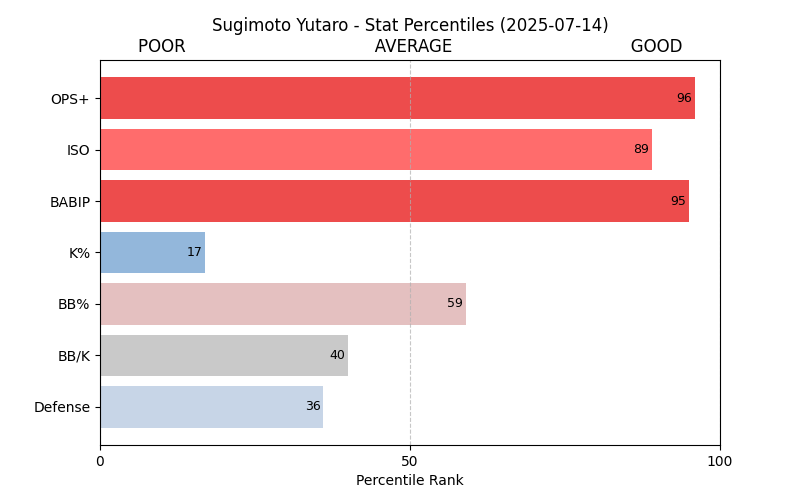 Sugimoto Yutaro - Stat Percentiles (2025-07-14)
POOR AVERAGE GOOD
OPS+ 96
ISO 89
BABIP 95
K% 17
BB% 59
BB/K 40
Defense 36
0 50 100
Percentile Rank